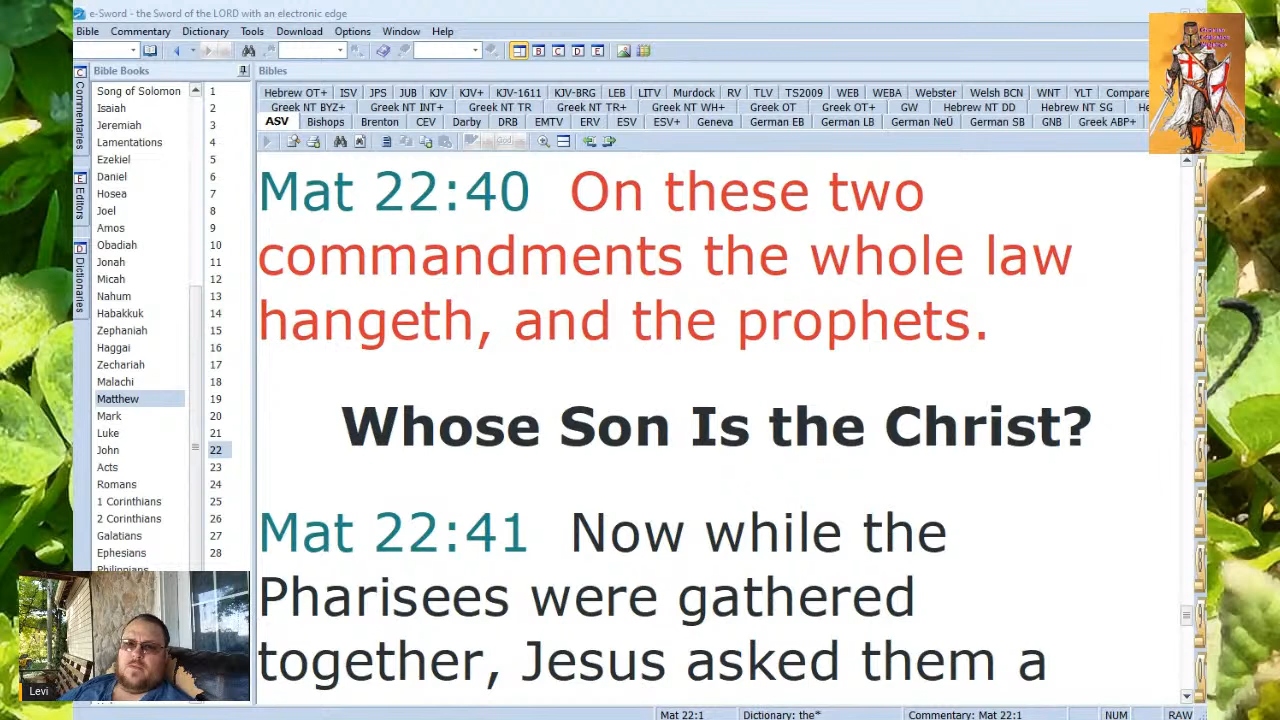 e-Sword - the Sword of the LORD with an electronic edge
Bible Commentary Dictionary Tools Download Options Window Help
Bible Books
Bibles
Commentaries
Editors
Dictionaries
Song of Solomon 1
Isaiah 2
Jeremiah 3
Lamentations 4
Ezekiel 5
Daniel 6
Hosea 7
Joel 8
Amos 9
Obadiah 10
Jonah 11
Micah 12
Nahum 13
Habakkuk 14
Zephaniah 15
Haggai 16
Zechariah 17
Malachi 18
Matthew 19
Mark 20
Luke 21
John 22
Acts 23
Romans 24
1 Corinthians 25
2 Corinthians 26
Galatians 27
Ephesians 28
Philippians
Hebrew OT+ ISV JPS JUB KJV KJV+ KJV-1611 KJV-BRG LEB LITV Murdock RV TLV TS2009 WEB WEBA Webster Welsh BCN WNT YLT Compare
Greek NT BYZ+ Greek NT INT+ Greek NT TR Greek NT TR+ Greek NT WH+ Greek OT Greek OT+ GW Hebrew NT DD Hebrew NT SG He
ASV Bishops Brenton CEV Darby DRB EMTV ERV ESV ESV+ Geneva German EB German LB German NeÜ German SB GNB Greek ABP+
Mat 22:40 On these two
commandments the whole law
hangeth, and the prophets.
Whose Son Is the Christ?
Mat 22:41 Now while the
Pharisees were gathered
together, Jesus asked them a
Levi
Mat 22:1 Dictionary: the* Commentary: Mat 22:1 NUM RAW